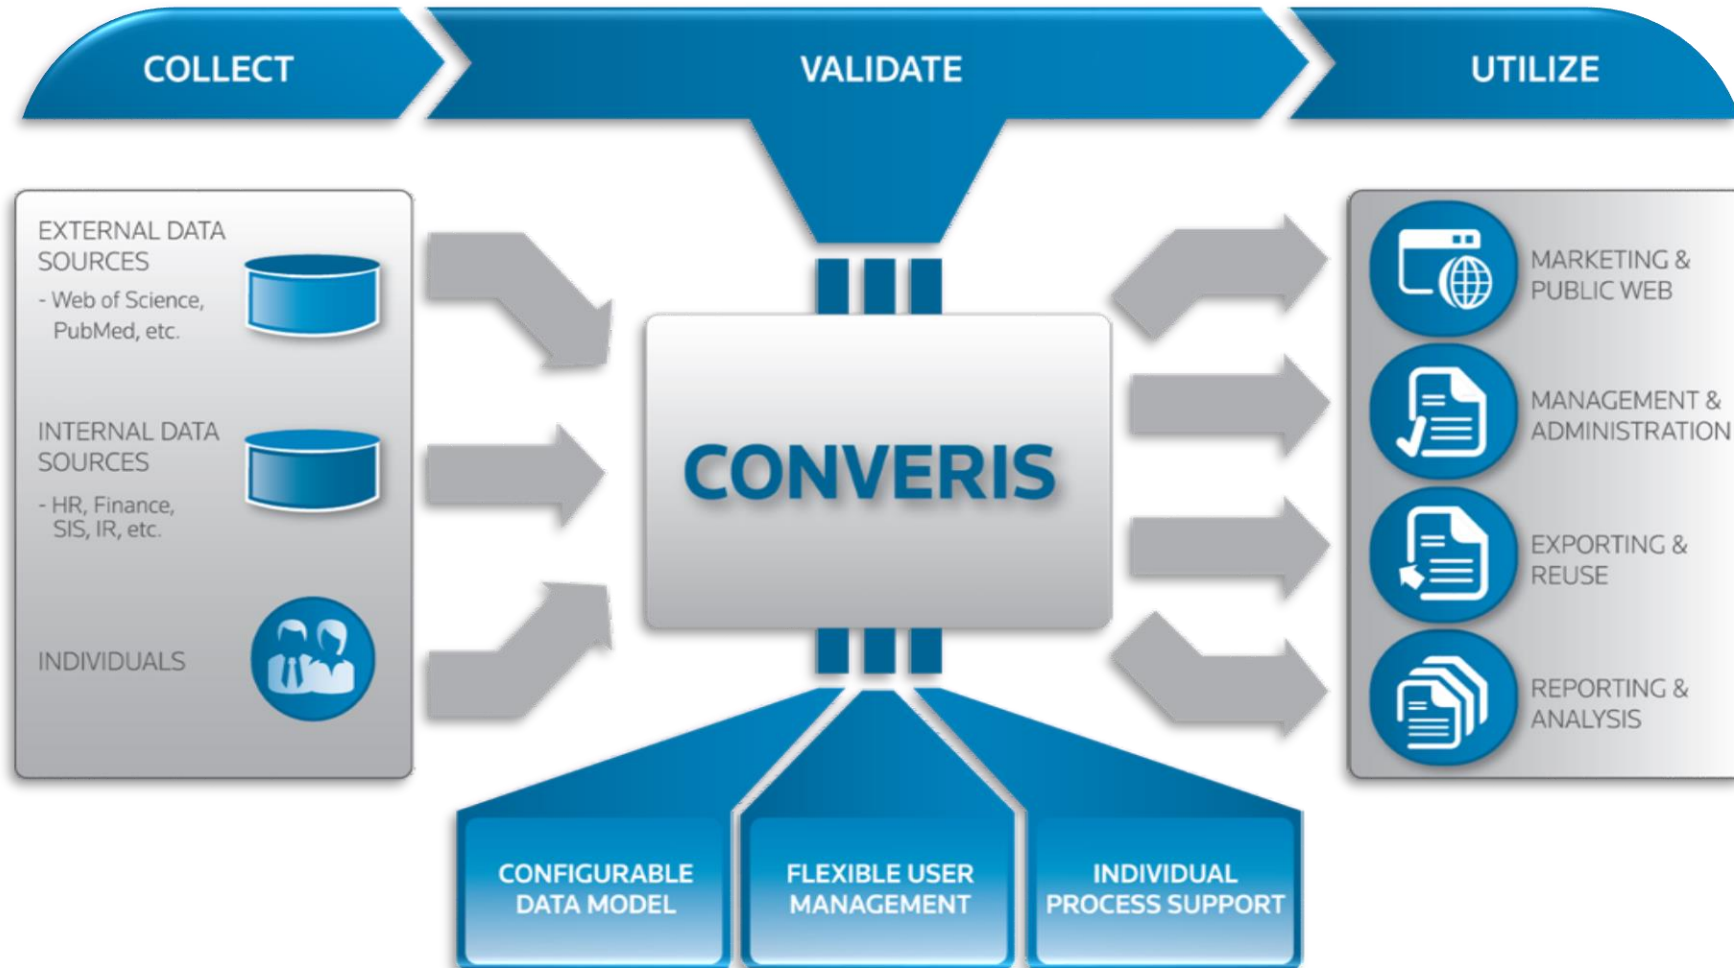 COLLECT
VALIDATE
UTILIZE
EXTERNAL DATA
SOURCES
- Web of Science,
PubMed, etc.
INTERNAL DATA
SOURCES
- HR, Finance,
SIS, IR, etc.
INDIVIDUALS
CONVERIS
MARKETING &
PUBLIC WEB
MANAGEMENT &
ADMINISTRATION
EXPORTING &
REUSE
REPORTING &
ANALYSIS
CONFIGURABLE
DATA MODEL
FLEXIBLE USER
MANAGEMENT
INDIVIDUAL
PROCESS SUPPORT